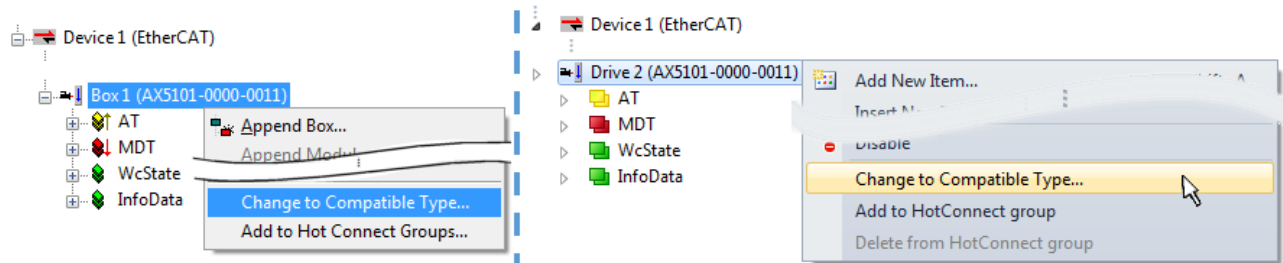 Device 1 (EtherCAT)
Box 1 (AX5101-0000-0011)
AT
MDT
WcState
InfoData
Append Box...
Append Modul
Change to Compatible Type...
Add to Hot Connect Groups...
Device 1 (EtherCAT)
Drive 2 (AX5101-0000-0011)
AT
MDT
WcState
InfoData
Add New Item...
Insert
Disable
Change to Compatible Type...
Add to HotConnect group
Delete from HotConnect group